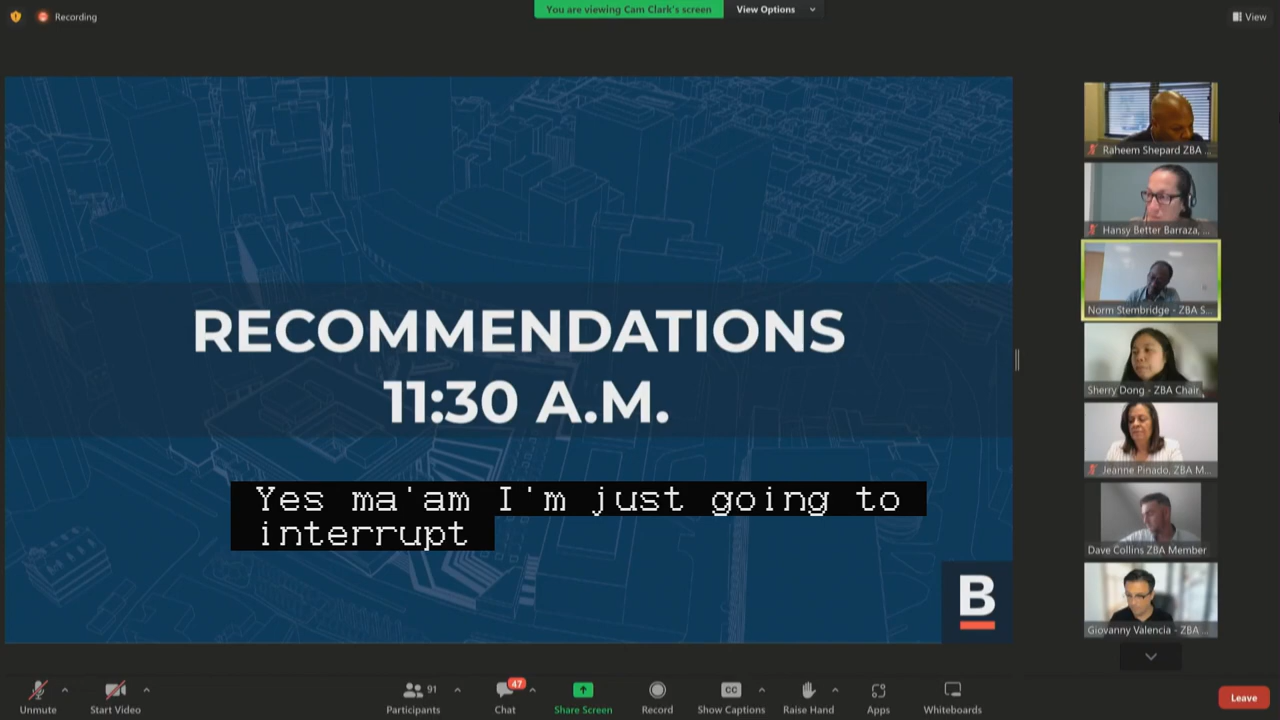 Recording
You are viewing Cam Clark's screen
View Options
View
RECOMMENDATIONS
11:30 A.M.
Yes ma'am I'm just going to
interrupt
B
Raheem Shepard ZBA ...
Hansy Better Barraza, ...
Norm Stembridge - ZBA S...
Sherry Dong - ZBA Chair
Jeanne Pinado, ZBA M...
Dave Collins ZBA Member
Giovanny Valencia - ZBA ...
Unmute
Start Video
91
Participants
47
Chat
Share Screen
Record
CC
Show Captions
Raise Hand
Apps
Whiteboards
Leave